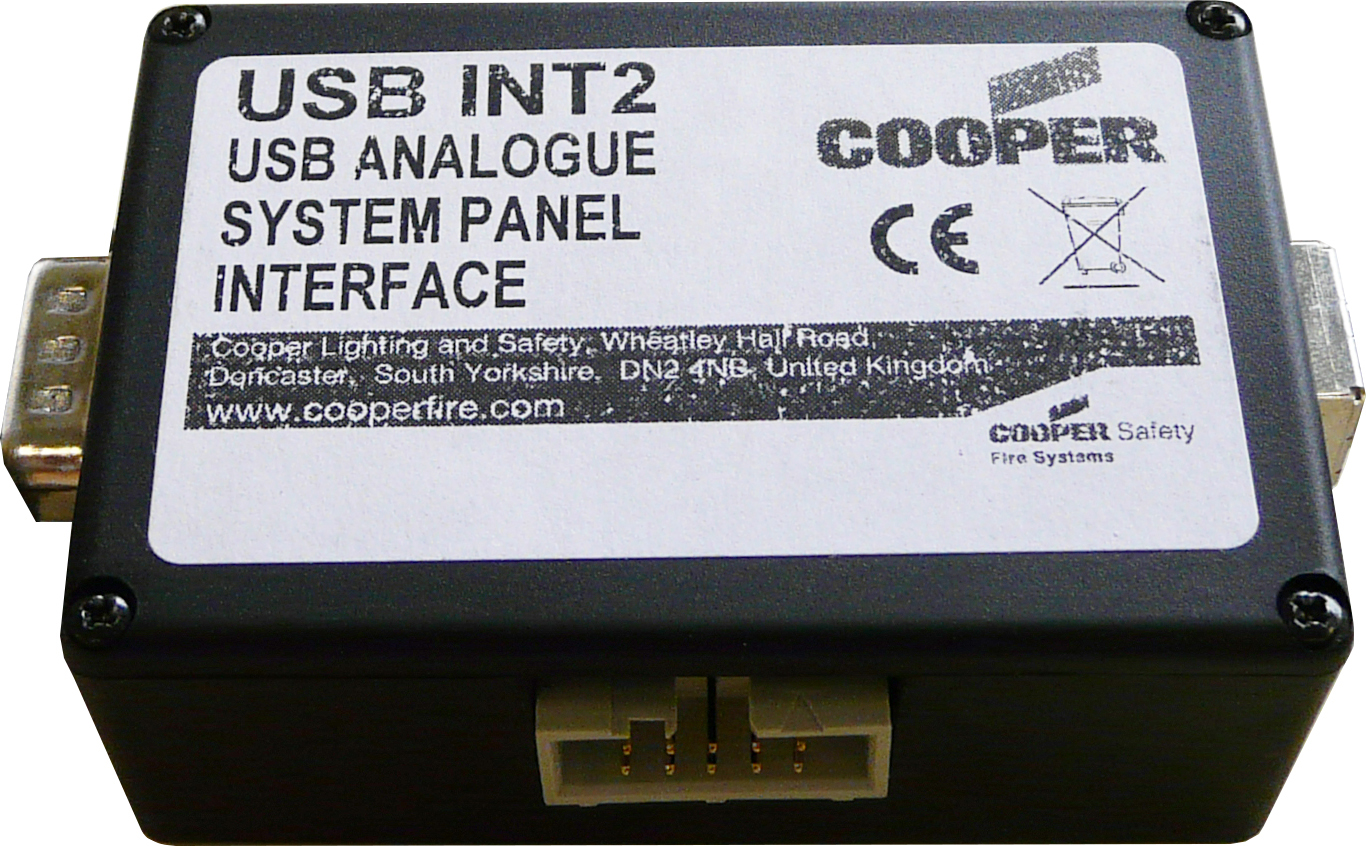 USB INT2
USB ANALOGUE
SYSTEM PANEL
INTERFACE
COOPER
CE
Cooper Lighting and Safety, Wheatley Hall Road,
Doncaster, South Yorkshire, DN2 4NB, United Kingdom
www.cooperfire.com
COOPER Safety
Fire Systems